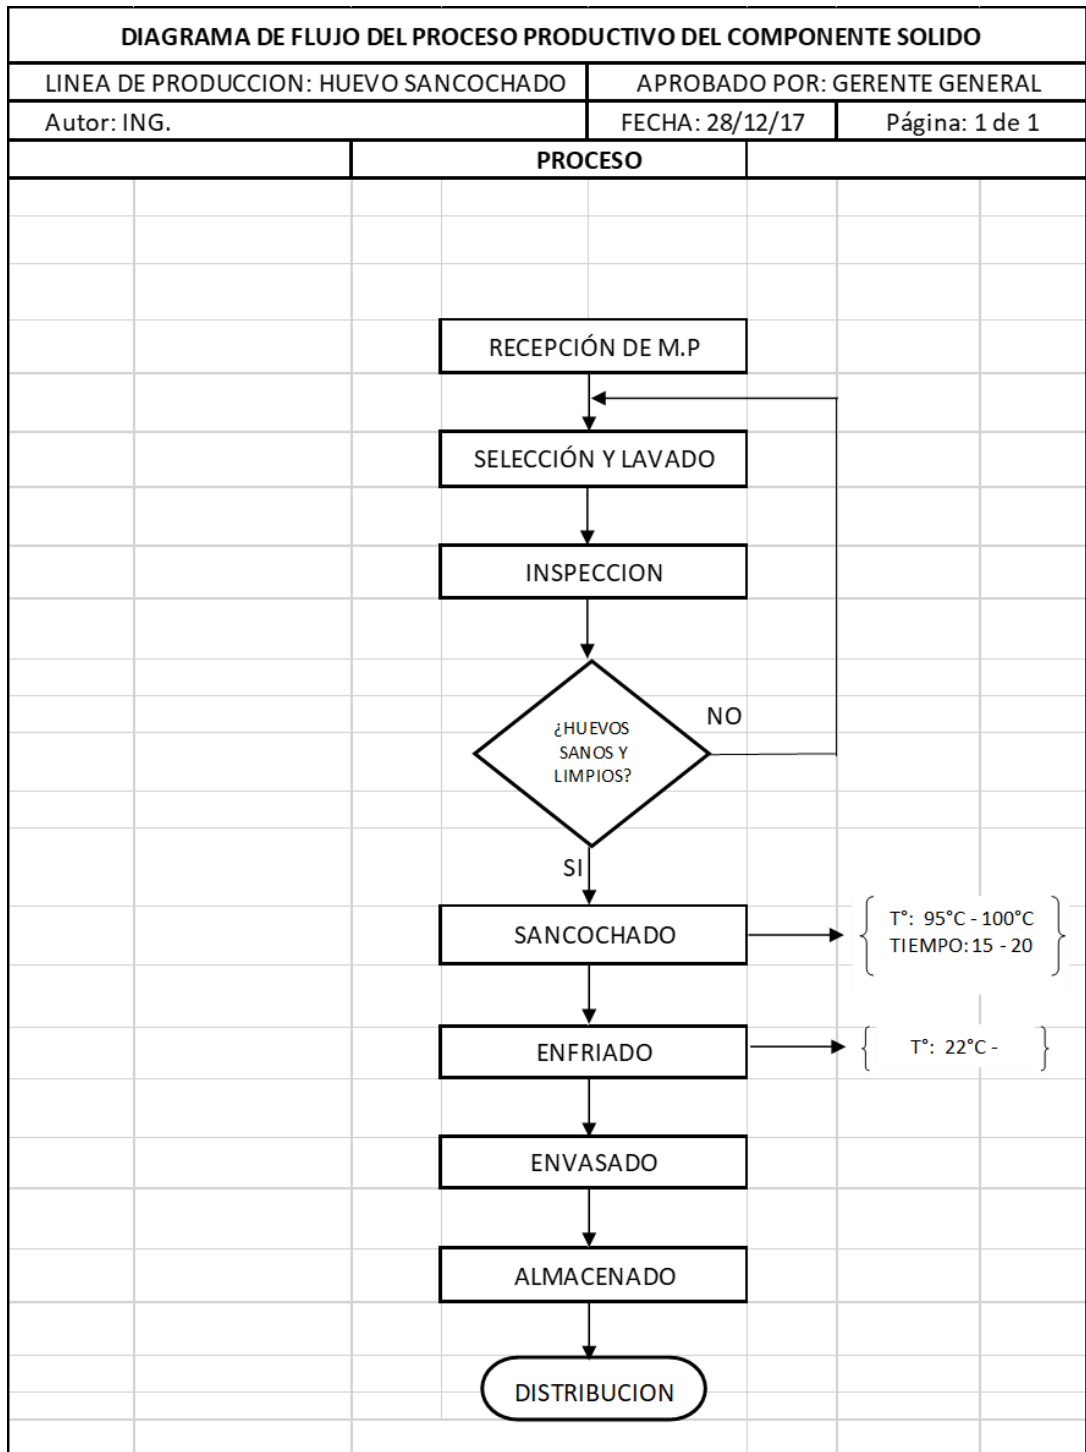 DIAGRAMA DE FLUJO DEL PROCESO PRODUCTIVO DEL COMPONENTE SOLIDO
LINEA DE PRODUCCION: HUEVO SANCOCHADO
APROBADO POR: GERENTE GENERAL
Autor: ING.
FECHA: 28/12/17
Página: 1 de 1
PROCESO
RECEPCIÓN DE M.P
SELECCIÓN Y LAVADO
INSPECCION
¿HUEVOS
SANOS Y
LIMPIOS?
NO
SI
SANCOCHADO
T°: 95°C - 100°C
TIEMPO: 15 - 20
ENFRIADO
T°: 22°C -
ENVASADO
ALMACENADO
DISTRIBUCION